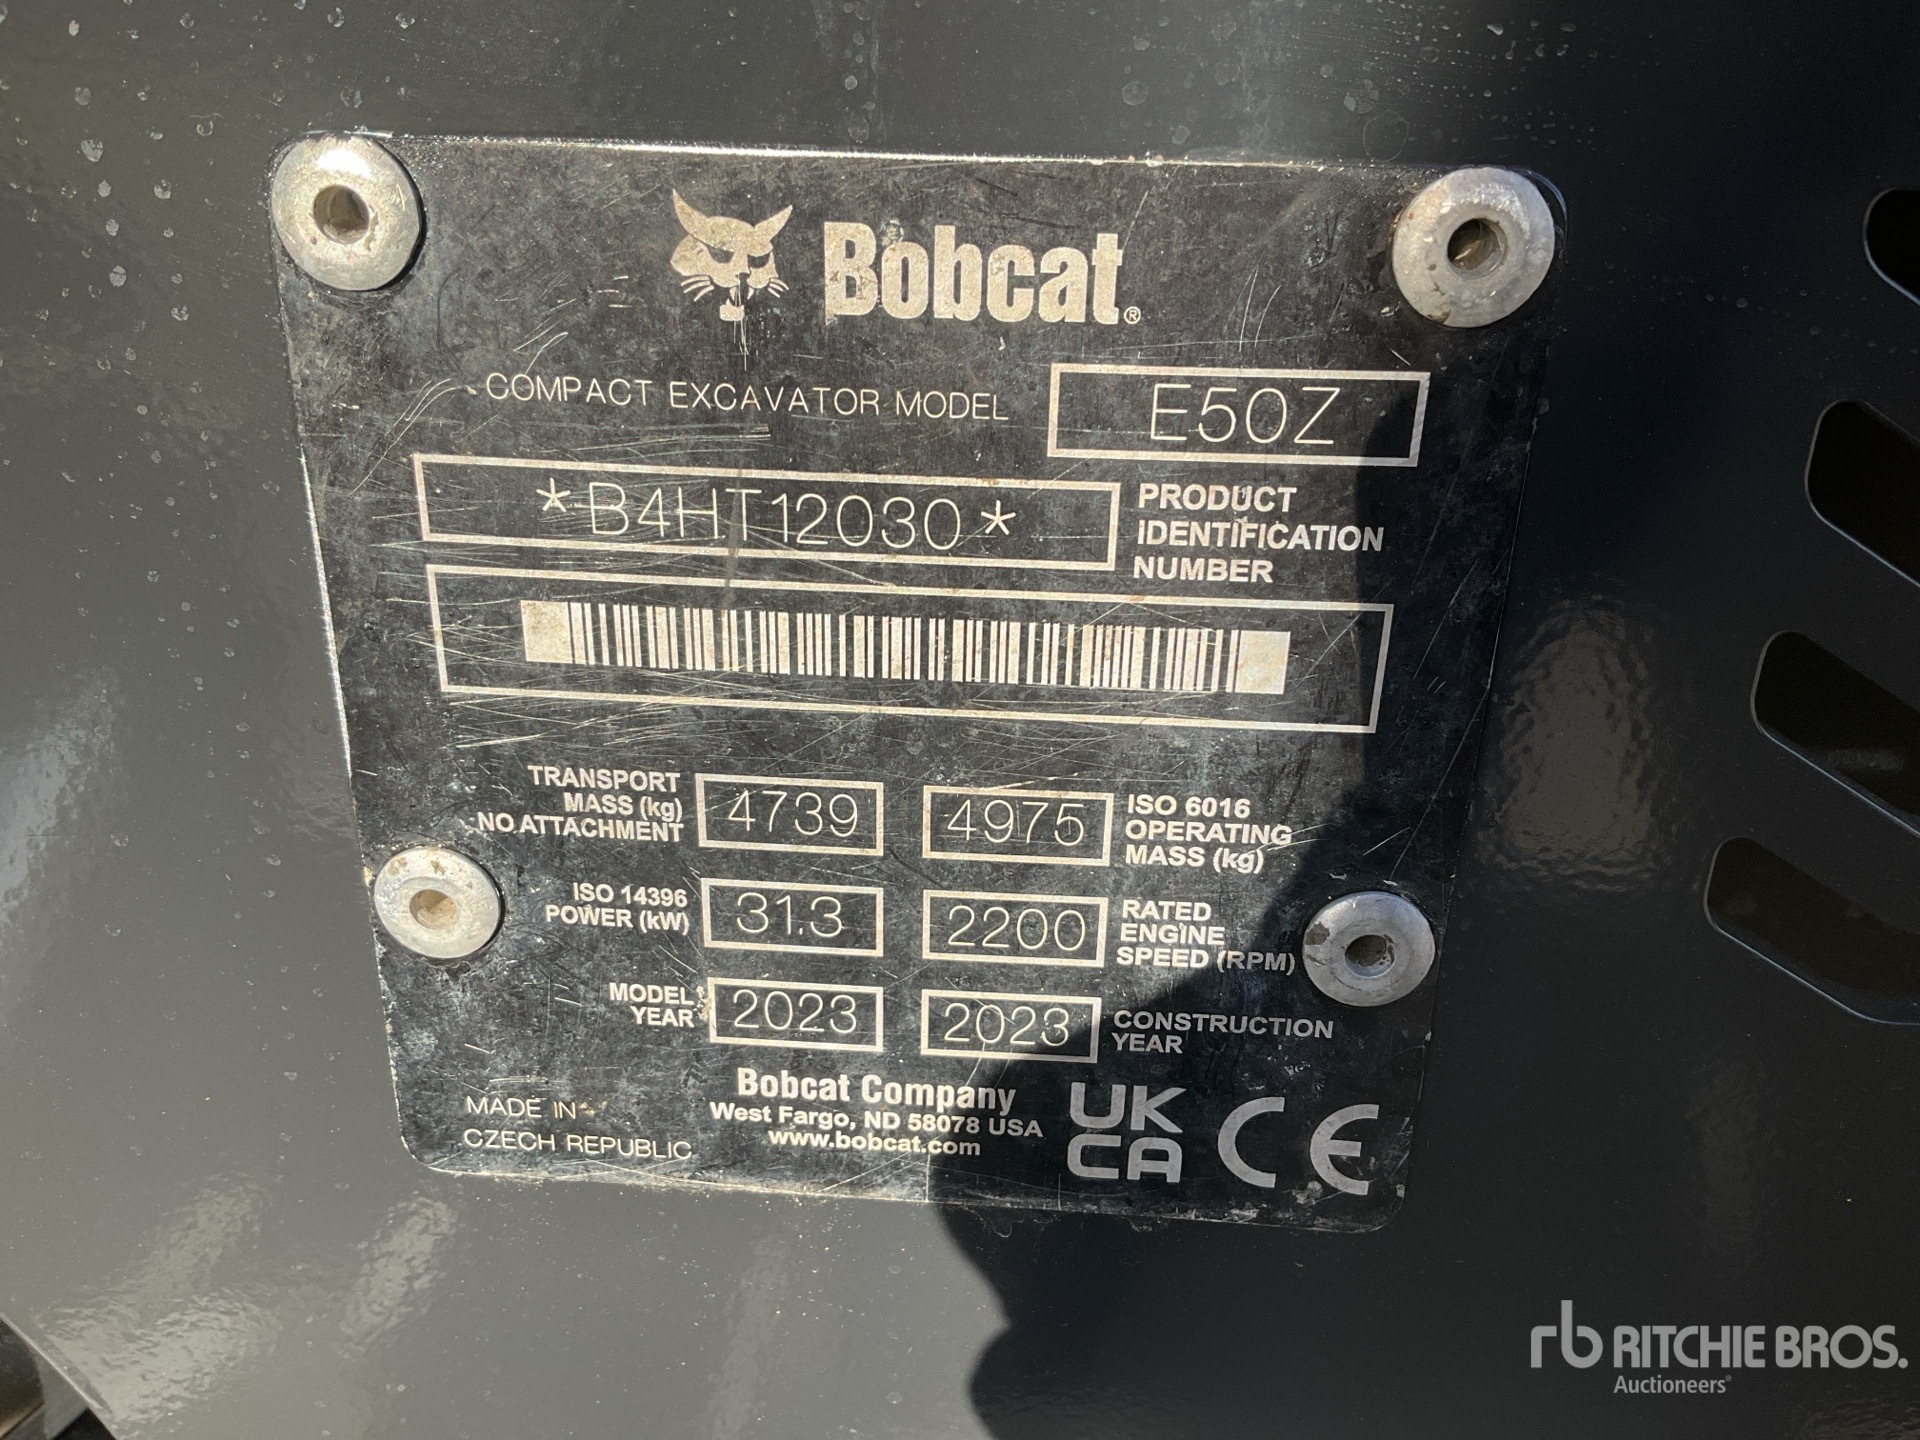 Bobcat®
COMPACT EXCAVATOR MODEL E50Z
*B4HT12030*
PRODUCT
IDENTIFICATION
NUMBER
TRANSPORT
MASS (kg)
NO ATTACHMENT
4739
4975
ISO 6016
OPERATING
MASS (kg)
ISO 14396
POWER (kW)
31.3
2200
RATED
ENGINE
SPEED (RPM)
MODEL
YEAR
2023
2023
CONSTRUCTION
YEAR
MADE IN
CZECH REPUBLIC
Bobcat Company
West Fargo, ND 58078 USA
www.bobcat.com
UK
CA
CE
rb RITCHIE BROS.
Auctioneers®